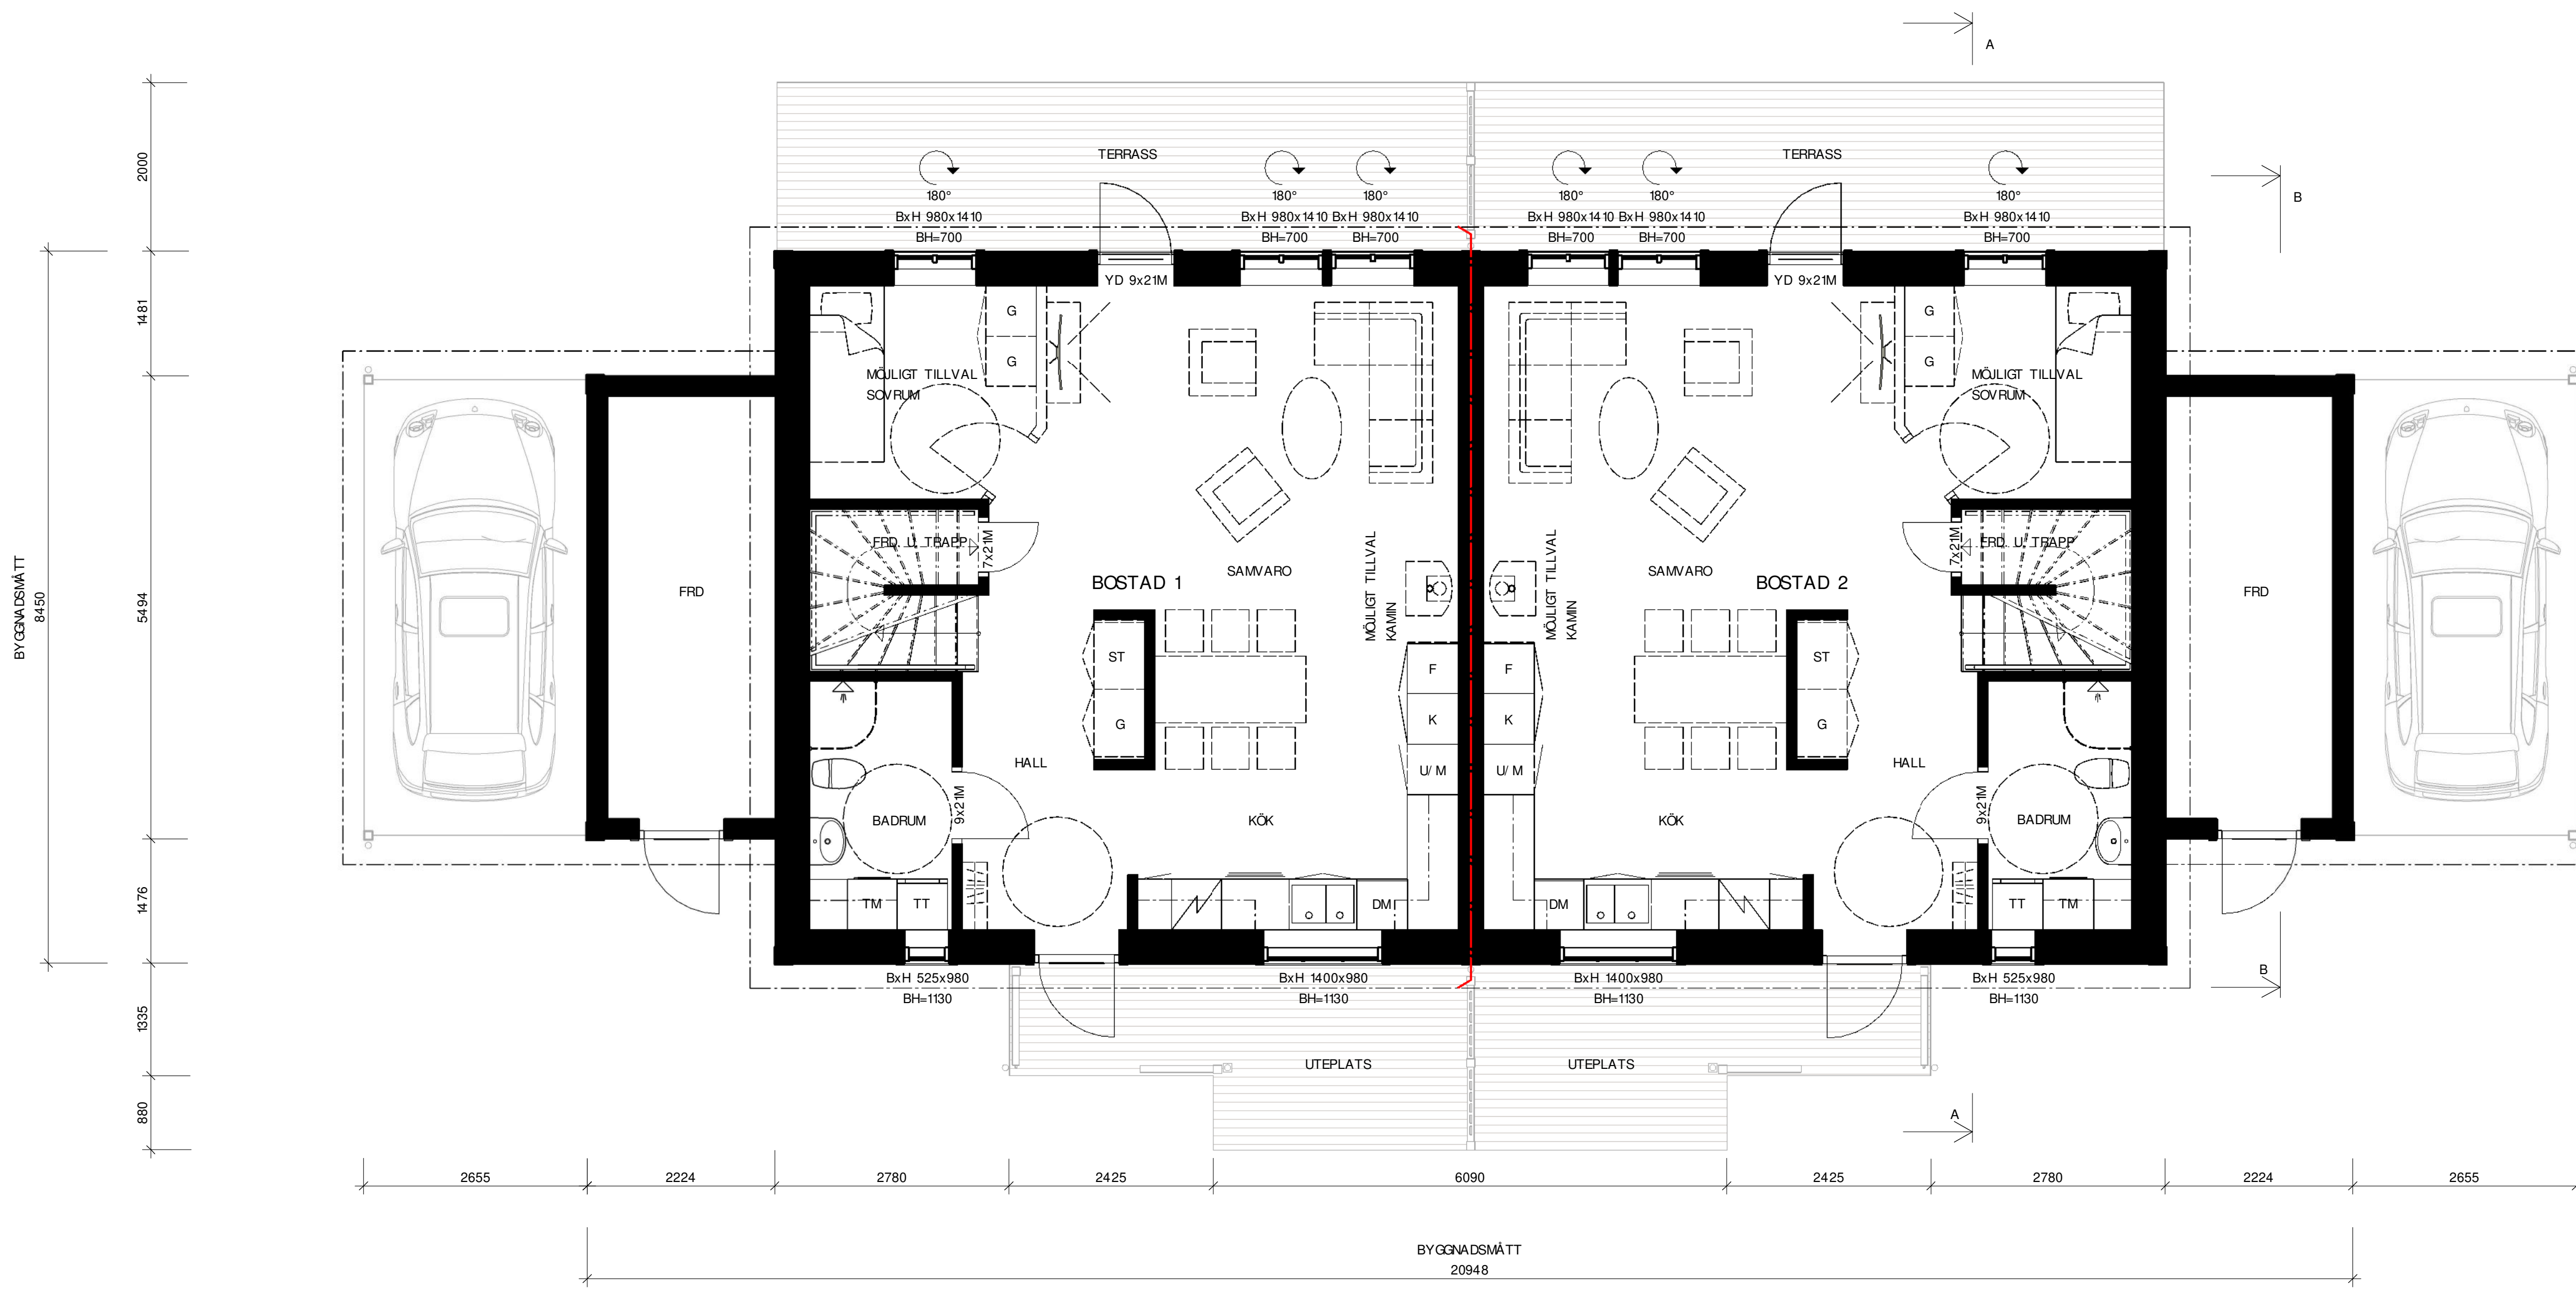 A
B
2000
TERRASS
TERRASS
180°
180°
180°
180°
180°
180°
BxH 980x1410
BxH 980x1410
BxH 980x1410
BxH 980x1410
BxH 980x1410
BxH 980x1410
BH=700
BH=700
BH=700
BH=700
BH=700
BH=700
YD 9x21M
YD 9x21M
1481
G
G
G
G
MÖJLIGT TILLVAL
SOVRUM
MÖJLIGT TILLVAL
SOVRUM
BYGGNADSMÅTT
8450
5494
FRD
FRD. U. TRAPP
7x21M
BOSTAD 1
SAMVARO
MÖJLIGT TILLVAL
KAMIN
MÖJLIGT TILLVAL
KAMIN
SAMVARO
BOSTAD 2
7x21M
FRD. U. TRAPP
FRD
ST
G
F
K
U/M
F
K
U/M
ST
G
HALL
HALL
BADRUM
9x21M
KÖK
KÖK
9x21M
BADRUM
1476
TM
TT
DM
DM
TT
TM
BxH 525x980
BH=1130
BxH 1400x980
BH=1130
BxH 1400x980
BH=1130
BxH 525x980
BH=1130
B
1335
UTEPLATS
UTEPLATS
880
A
2655
2224
2780
2425
6090
2425
2780
2224
2655
BYGGNADSMÅTT
20948